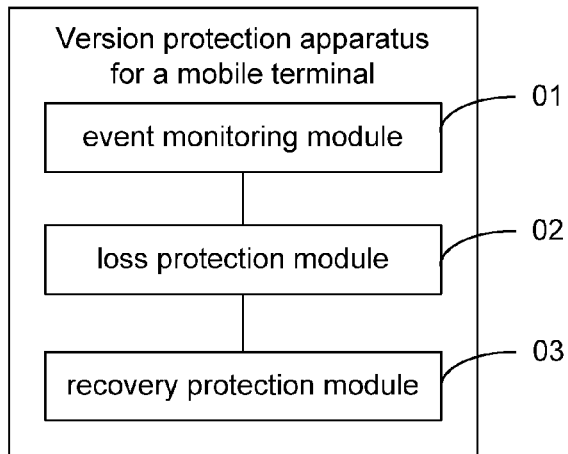 Version protection apparatus
for a mobile terminal
event monitoring module
01
loss protection module
02
recovery protection module
03